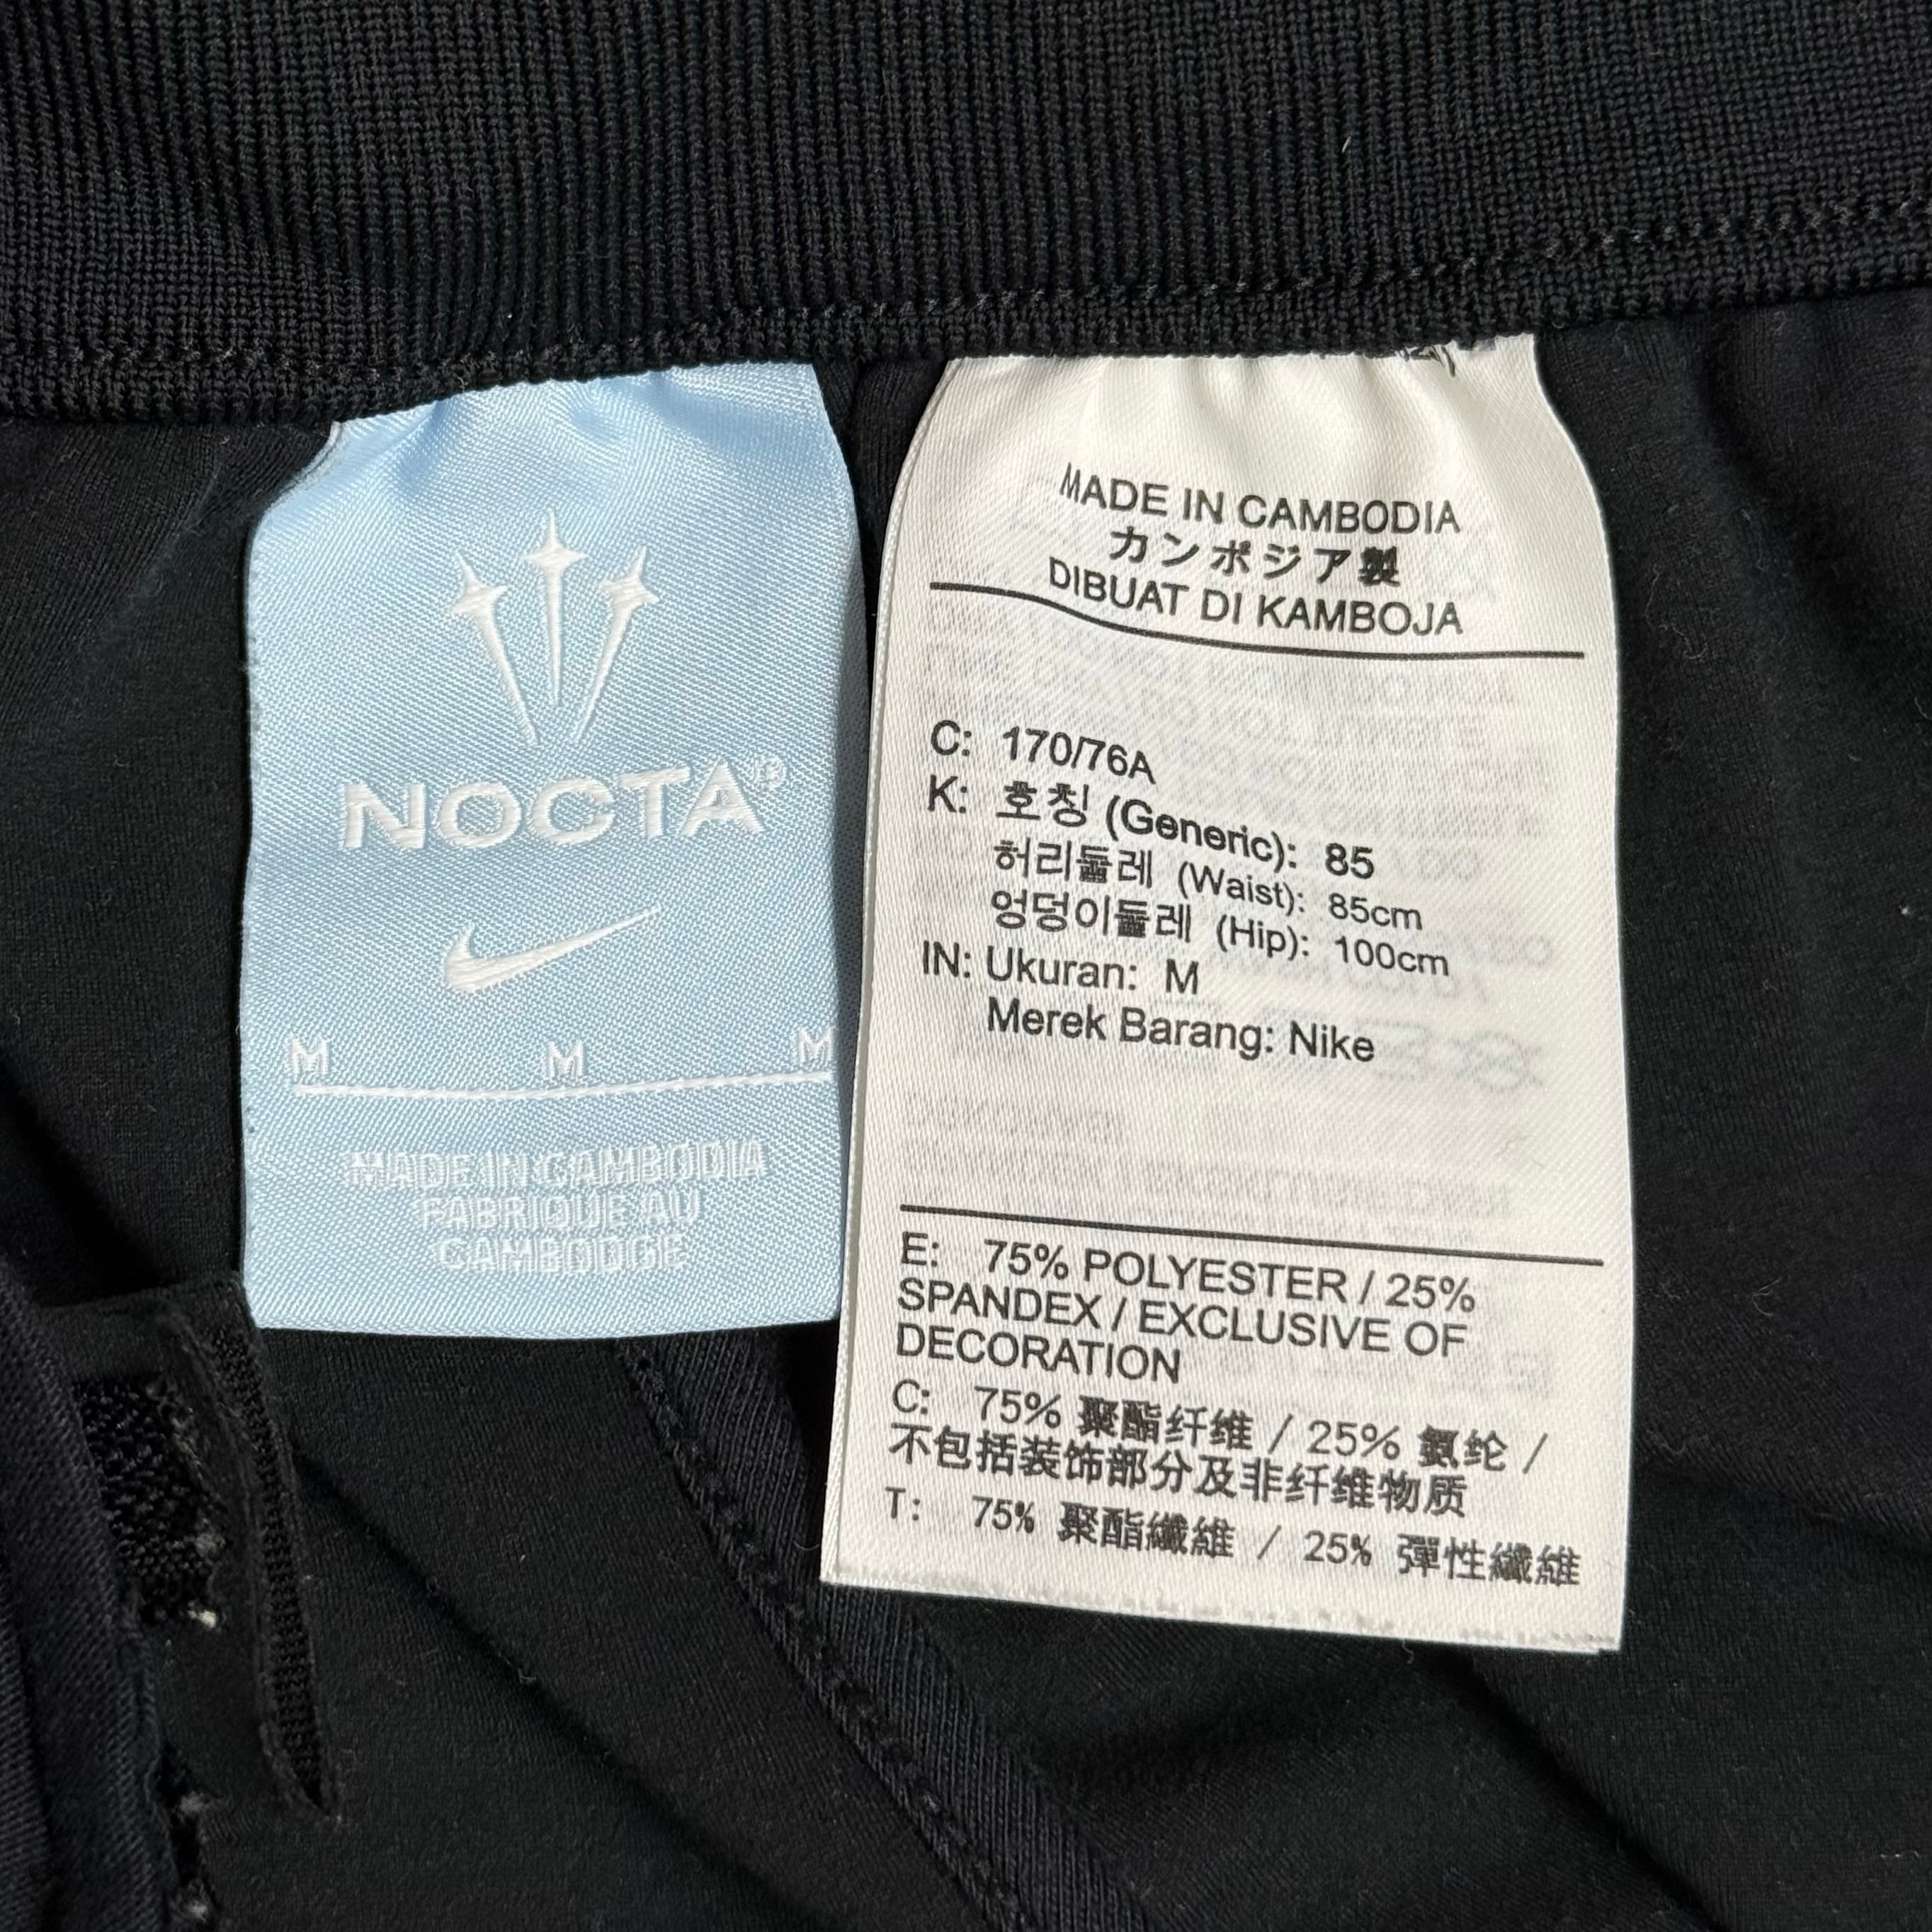 NOCTA®
M M M
MADE IN CAMBODIA
FABRIQUE AU
CAMBODGE
MADE IN CAMBODIA
カンボジア製
DIBUAT DI KAMBOJA
C: 170/76A
K: 호칭 (Generic): 85
허리둘레 (Waist): 85cm
엉덩이둘레 (Hip): 100cm
IN: Ukuran: M
Merek Barang: Nike
E: 75% POLYESTER / 25%
SPANDEX / EXCLUSIVE OF
DECORATION
C: 75% 聚酯纤维 / 25% 氨纶 /
不包括装饰部分及非纤维物质
T: 75% 聚酯纖維 / 25% 彈性纖維